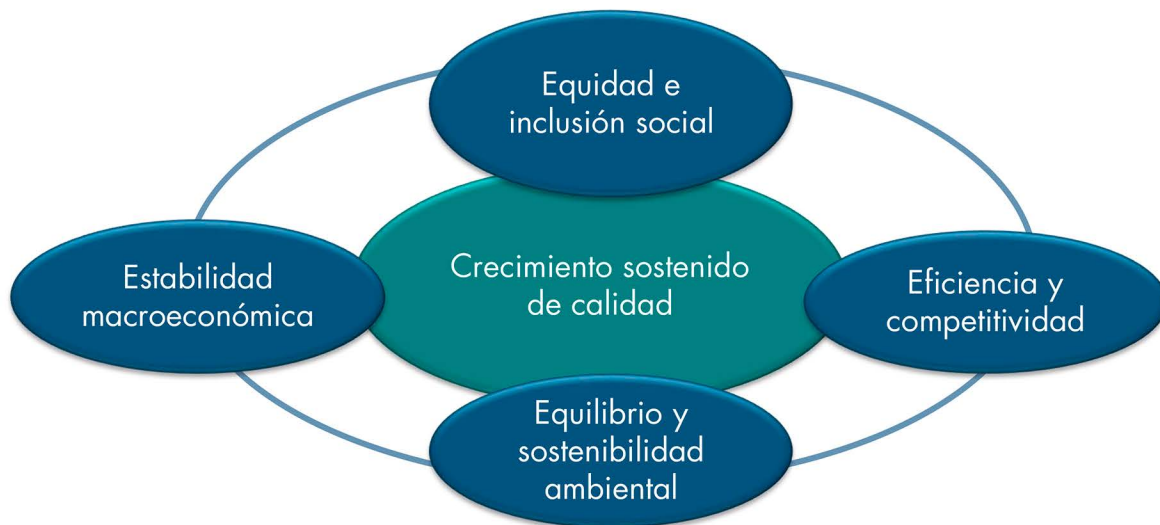 Equidad e
inclusión social
Estabilidad
macroeconómica
Crecimiento sostenido
de calidad
Eficiencia y
competitividad
Equilibrio y
sostenibilidad
ambiental